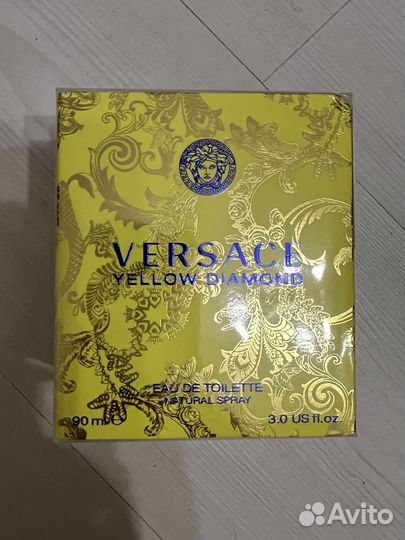 VERSACE
YELLOW DIAMOND
EAU DE TOILETTE
NATURAL SPRAY
90 ml ℮ 3.0 US fl.oz.
Avito